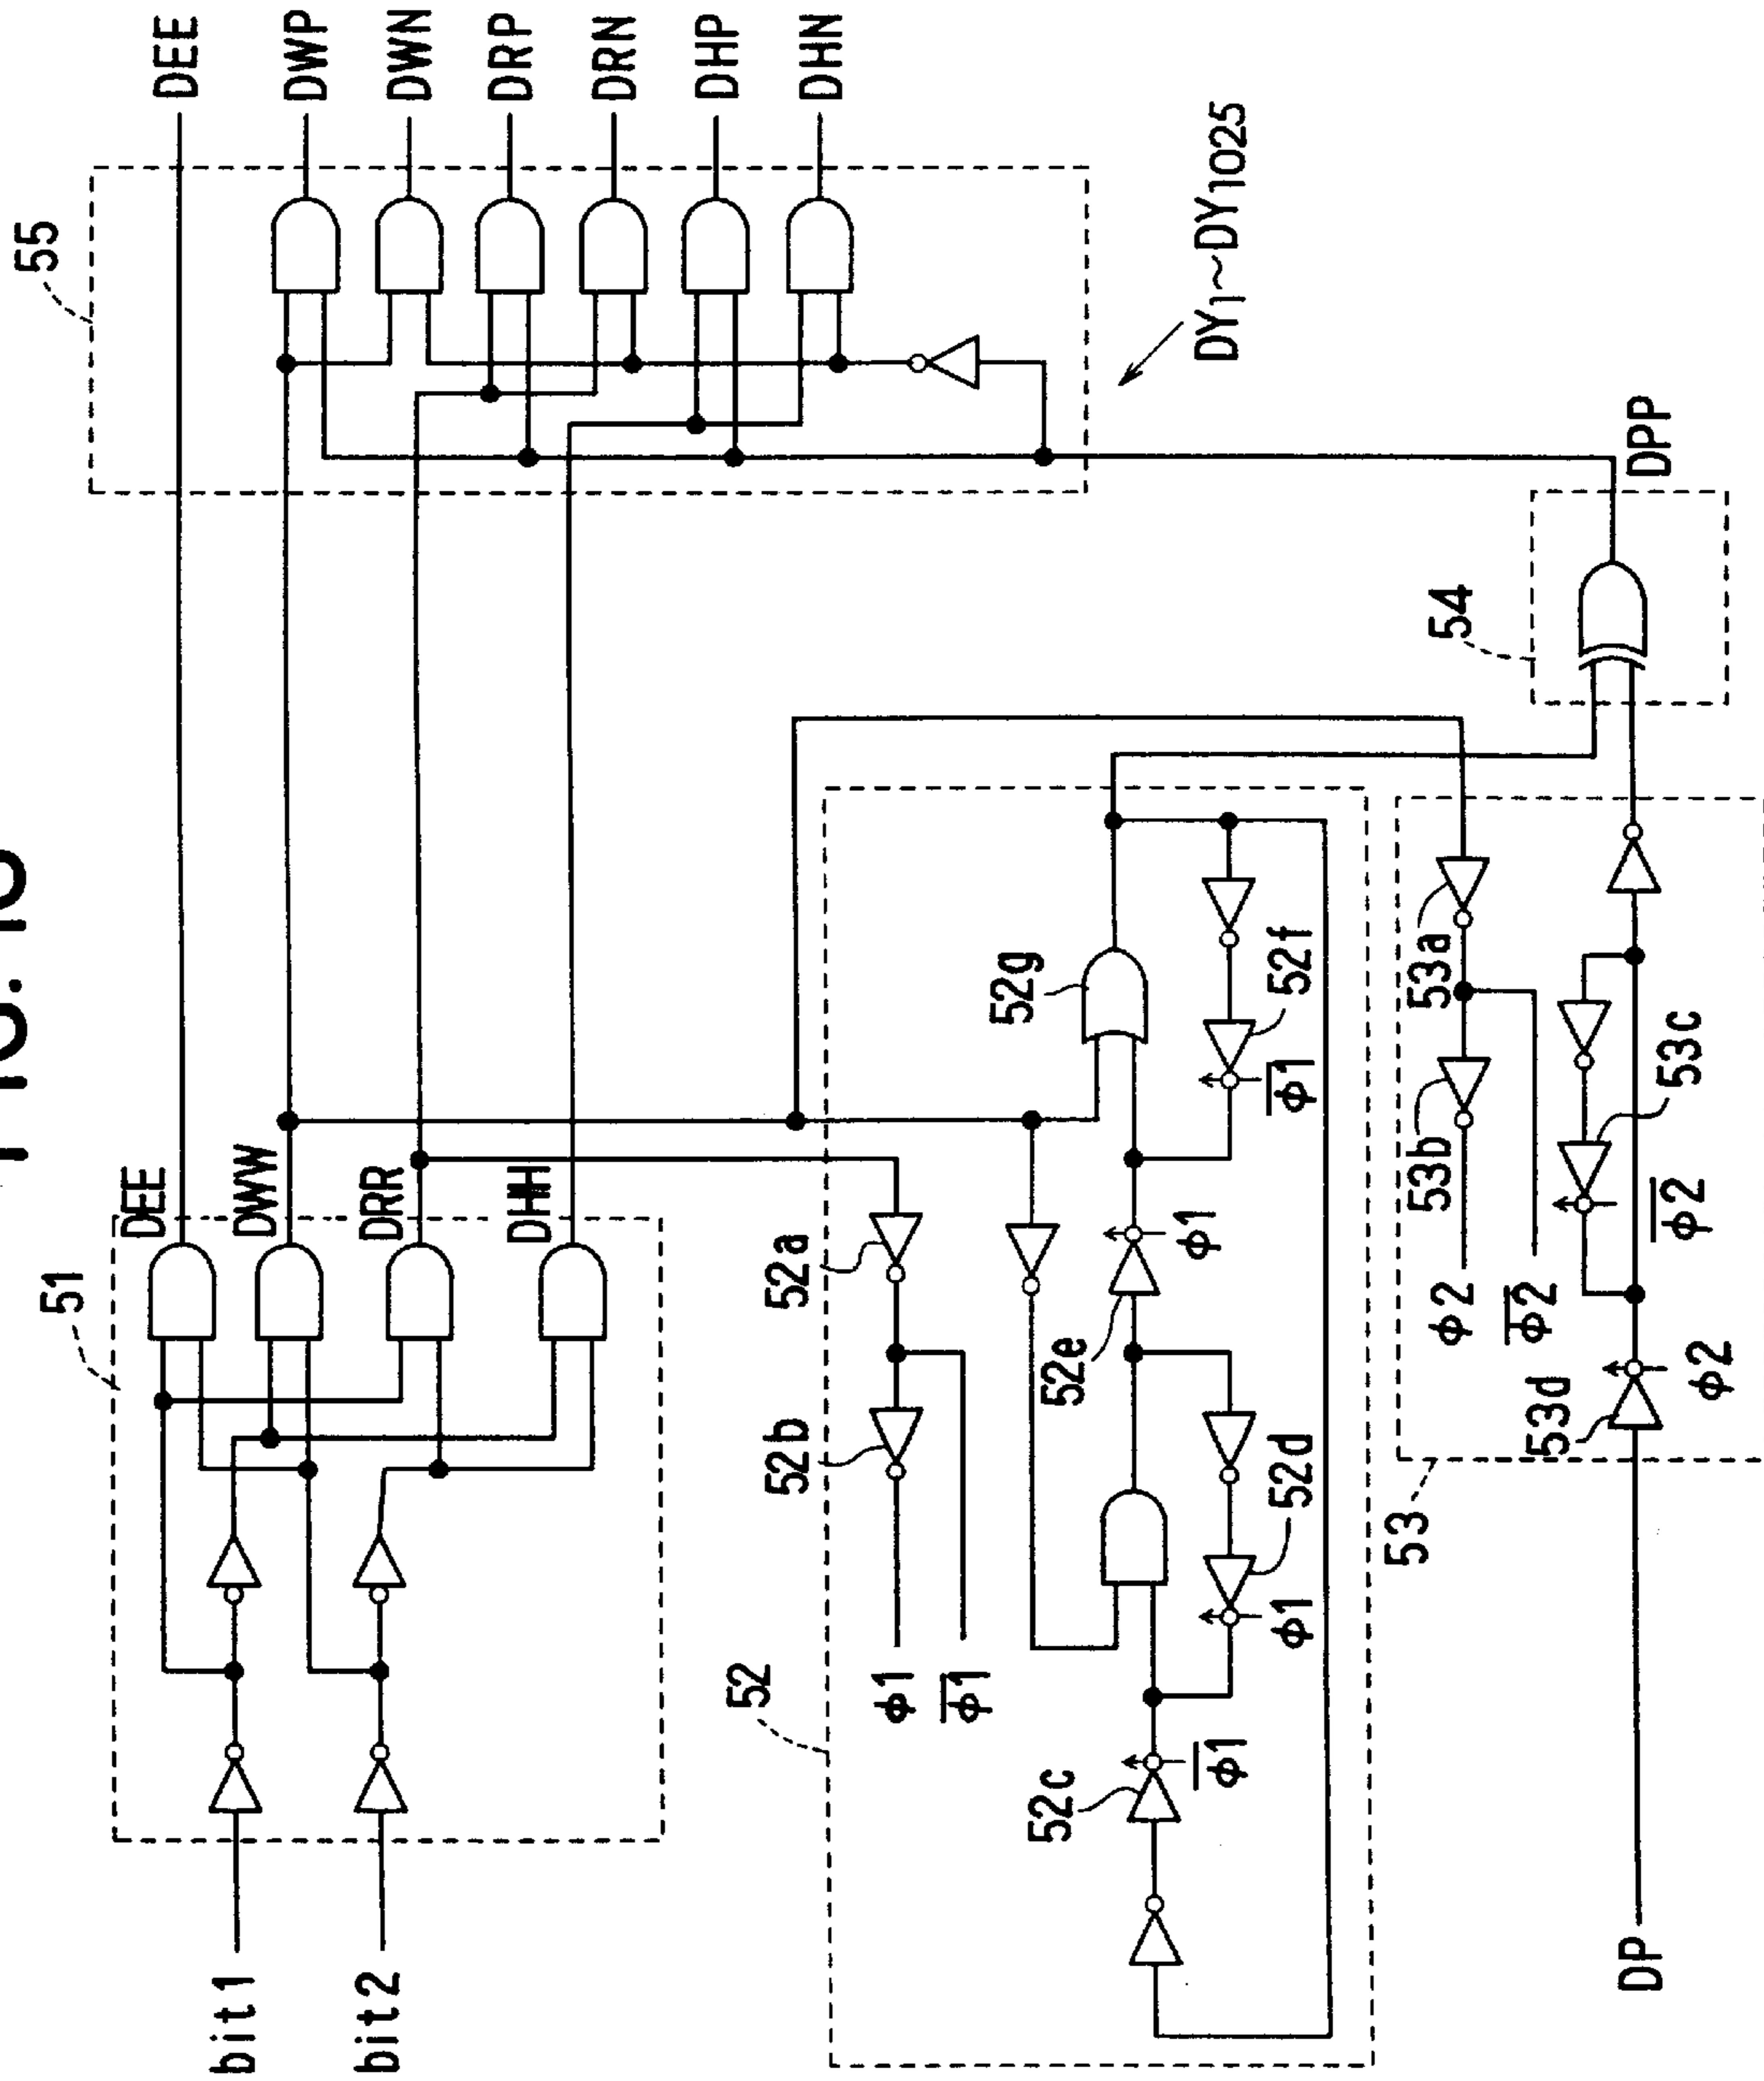 55
DEE
DWP
DWN
DRP
DRN
DHP
DHN
DY1~DY1025
51
DEE
DWW
DRR
DHH
bit1
bit2
54
DPP
52
52a
52b
φ1
φ1
52g
52f
φ1
52e
φ1
52d
φ1
52c
φ1
53
53a
53b
φ2
φ2
53c
φ2
53d
φ2
DP